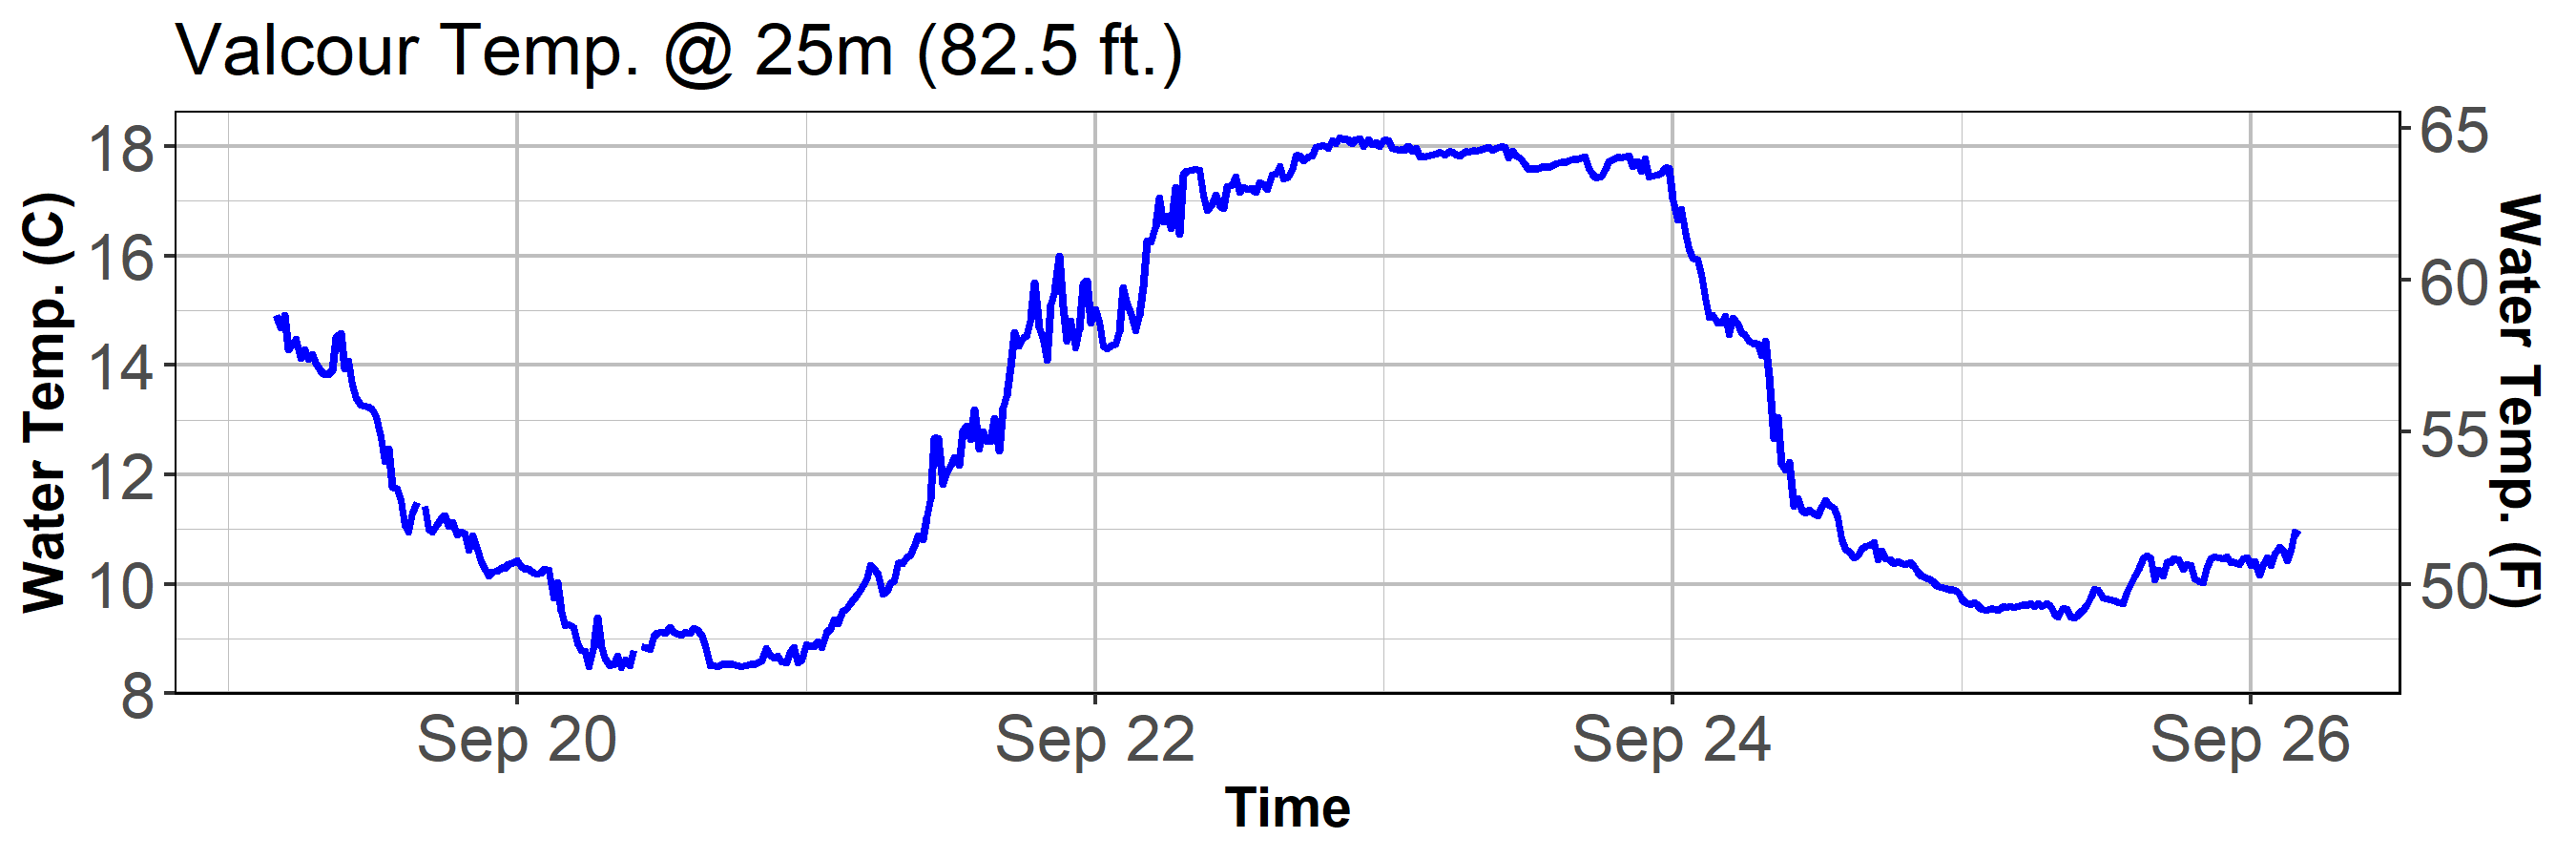 Valcour Temp. @ 25m (82.5 ft.)
Water Temp. (C)
18
16
14
12
10
8
65
60
55
50
Water Temp. (F)
Sep 20 Sep 22 Sep 24 Sep 26
Time